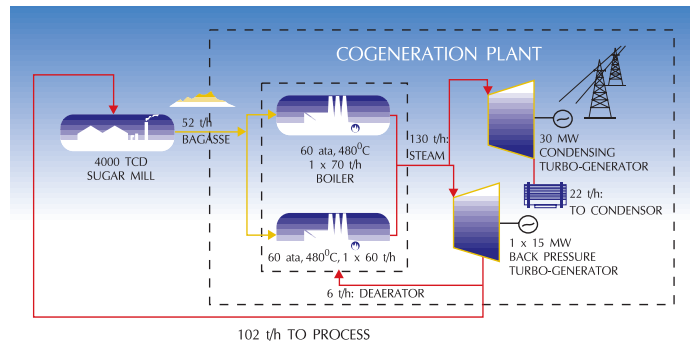 COGENERATION PLANT
52 t/h
BAGASSE
4000 TCD
SUGAR MILL
60 ata, 480⁰C
1 x 70 t/h
BOILER
130 t/h:
STEAM
30 MW
CONDENSING
TURBO-GENERATOR
22 t/h:
TO CONDENSOR
60 ata, 480⁰C, 1 x 60 t/h
1 x 15 MW
BACK PRESSURE
TURBO-GENERATOR
6 t/h: DEAERATOR
102 t/h TO PROCESS